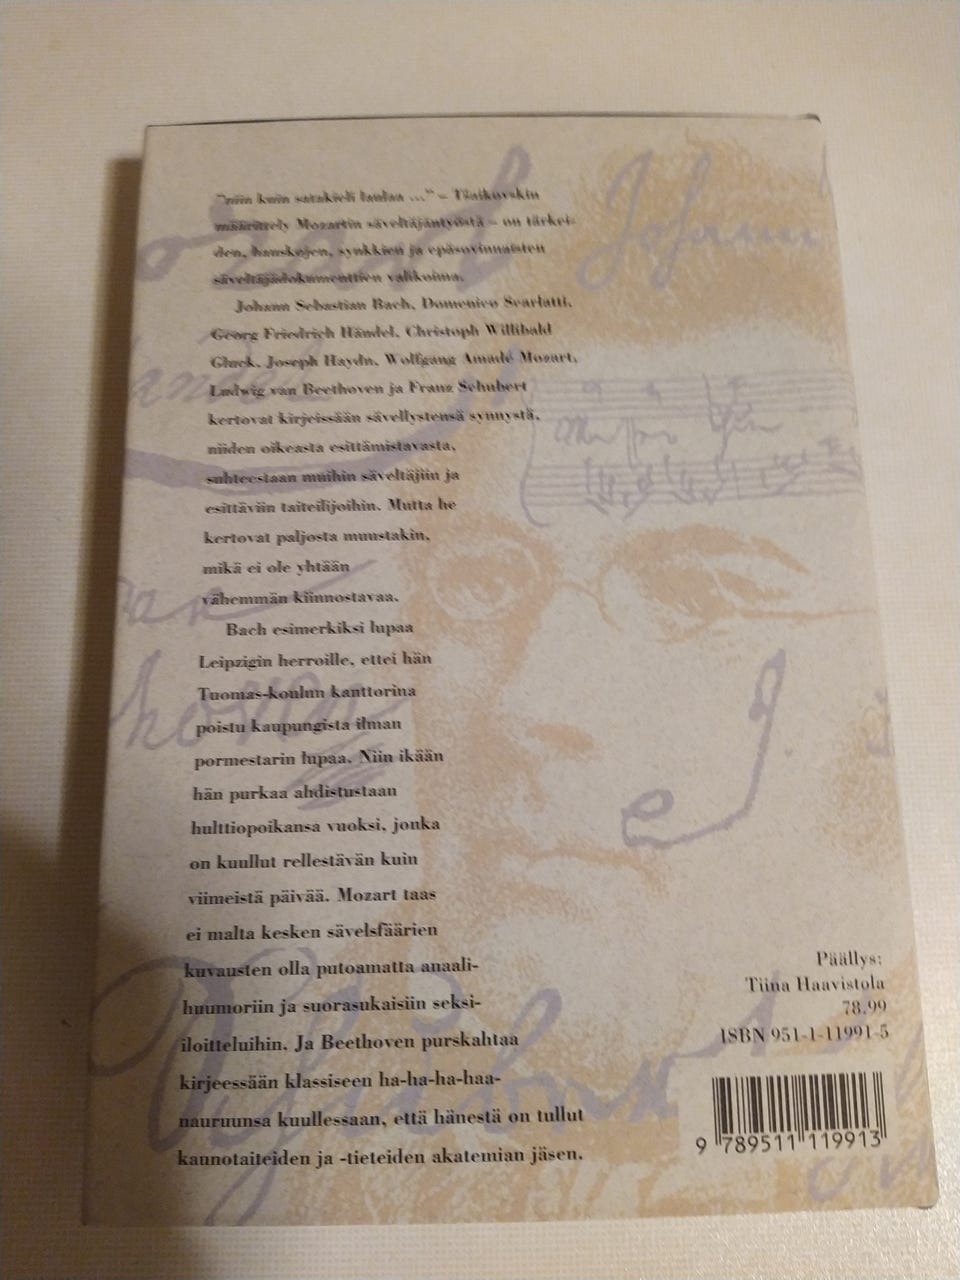 "niin kuin satakieli laulaa ..." – Tšaikovskin
määrittely Mozartin säveltäjäntyöstä – on tärkei-
den, hauskojen, synkkien ja epäsovinnaisten
säveltäjädokumenttien valikoima.
Johann Sebastian Bach, Domenico Scarlatti,
Georg Friedrich Händel, Christoph Willibald
Gluck, Joseph Haydn, Wolfgang Amadé Mozart,
Ludwig van Beethoven ja Franz Schubert
kertovat kirjeissään sävellystensä synnystä,
niiden oikeasta esittämistavasta,
suhteestaan muihin säveltäjiin ja
esittäviin taiteilijoihin. Mutta he
kertovat paljosta muustakin,
mikä ei ole yhtään
vähemmän kiinnostavaa.
Bach esimerkiksi lupaa
Leipzigin herroille, ettei hän
Tuomas-koulun kanttorina
poistu kaupungista ilman
pormestarin lupaa. Niin ikään
hän purkaa ahdistustaan
hulttiopoikansa vuoksi, jonka
on kuullut rellestävän kuin
viimeistä päivää. Mozart taas
ei malta kesken sävelsfäärien
kuvausten olla putoamatta anaali-
huumoriin ja suorasukaisiin seksi-
iloitteluihin. Ja Beethoven purskahtaa
kirjeessään klassiseen ha-ha-ha-haa-
nauruunsa kuullessaan, että hänestä on tullut
kaunotaiteiden ja -tieteiden akatemian jäsen.
Johann
Päällys:
Tiina Haavistola
78.99
ISBN 951-1-11991-5
9 789511 119913